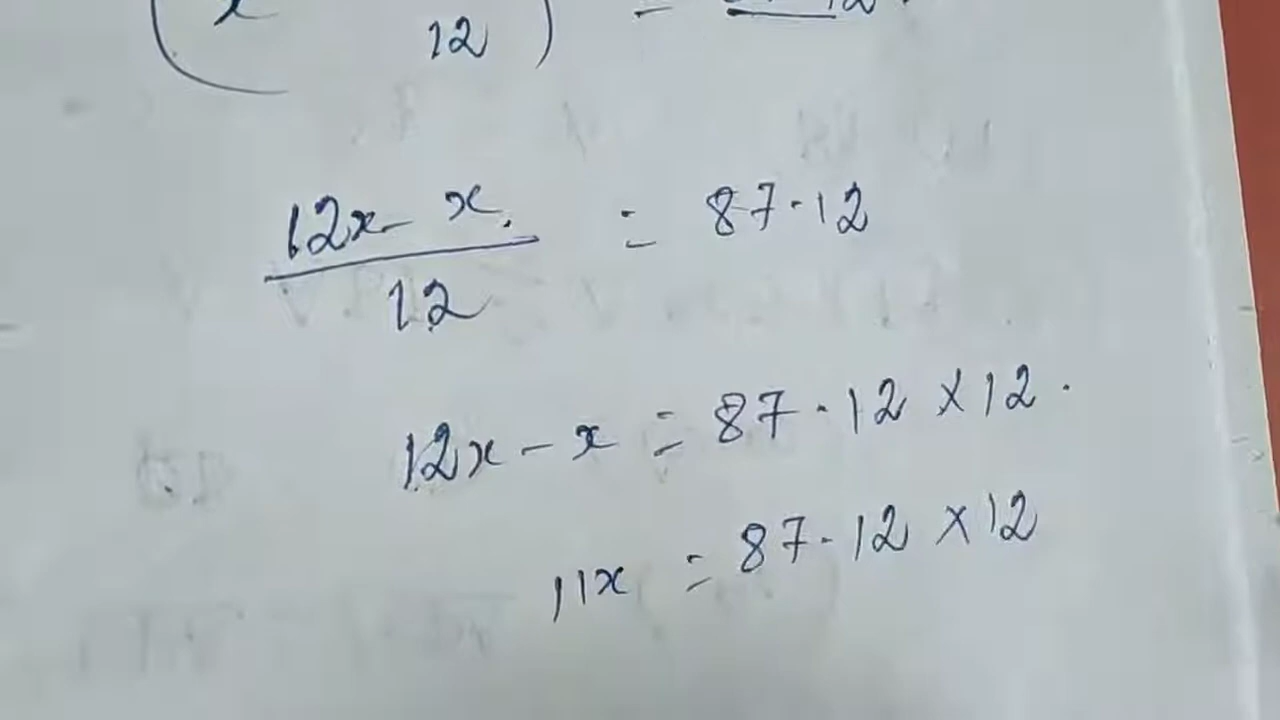 x
12 ) =
12x - x
12
= 87.12
12x - x = 87.12 × 12.
11x = 87.12 × 12